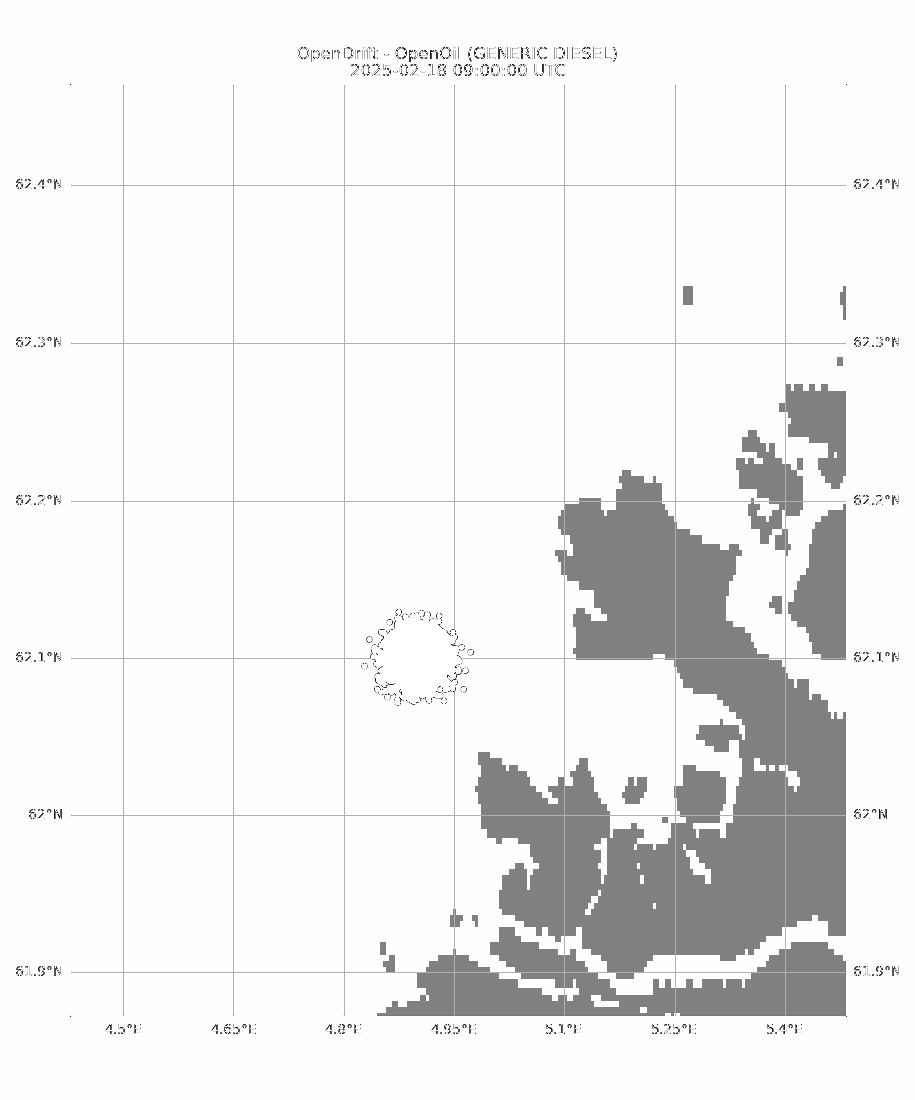 OpenDrift - OpenOil (GENERIC DIESEL)
2025-02-18 09:00:00 UTC
62.4°N 62.4°N
62.3°N 62.3°N
62.2°N 62.2°N
62.1°N 62.1°N
62°N 62°N
61.9°N 61.9°N
4.5°E 4.65°E 4.8°E 4.95°E 5.1°E 5.25°E 5.4°E